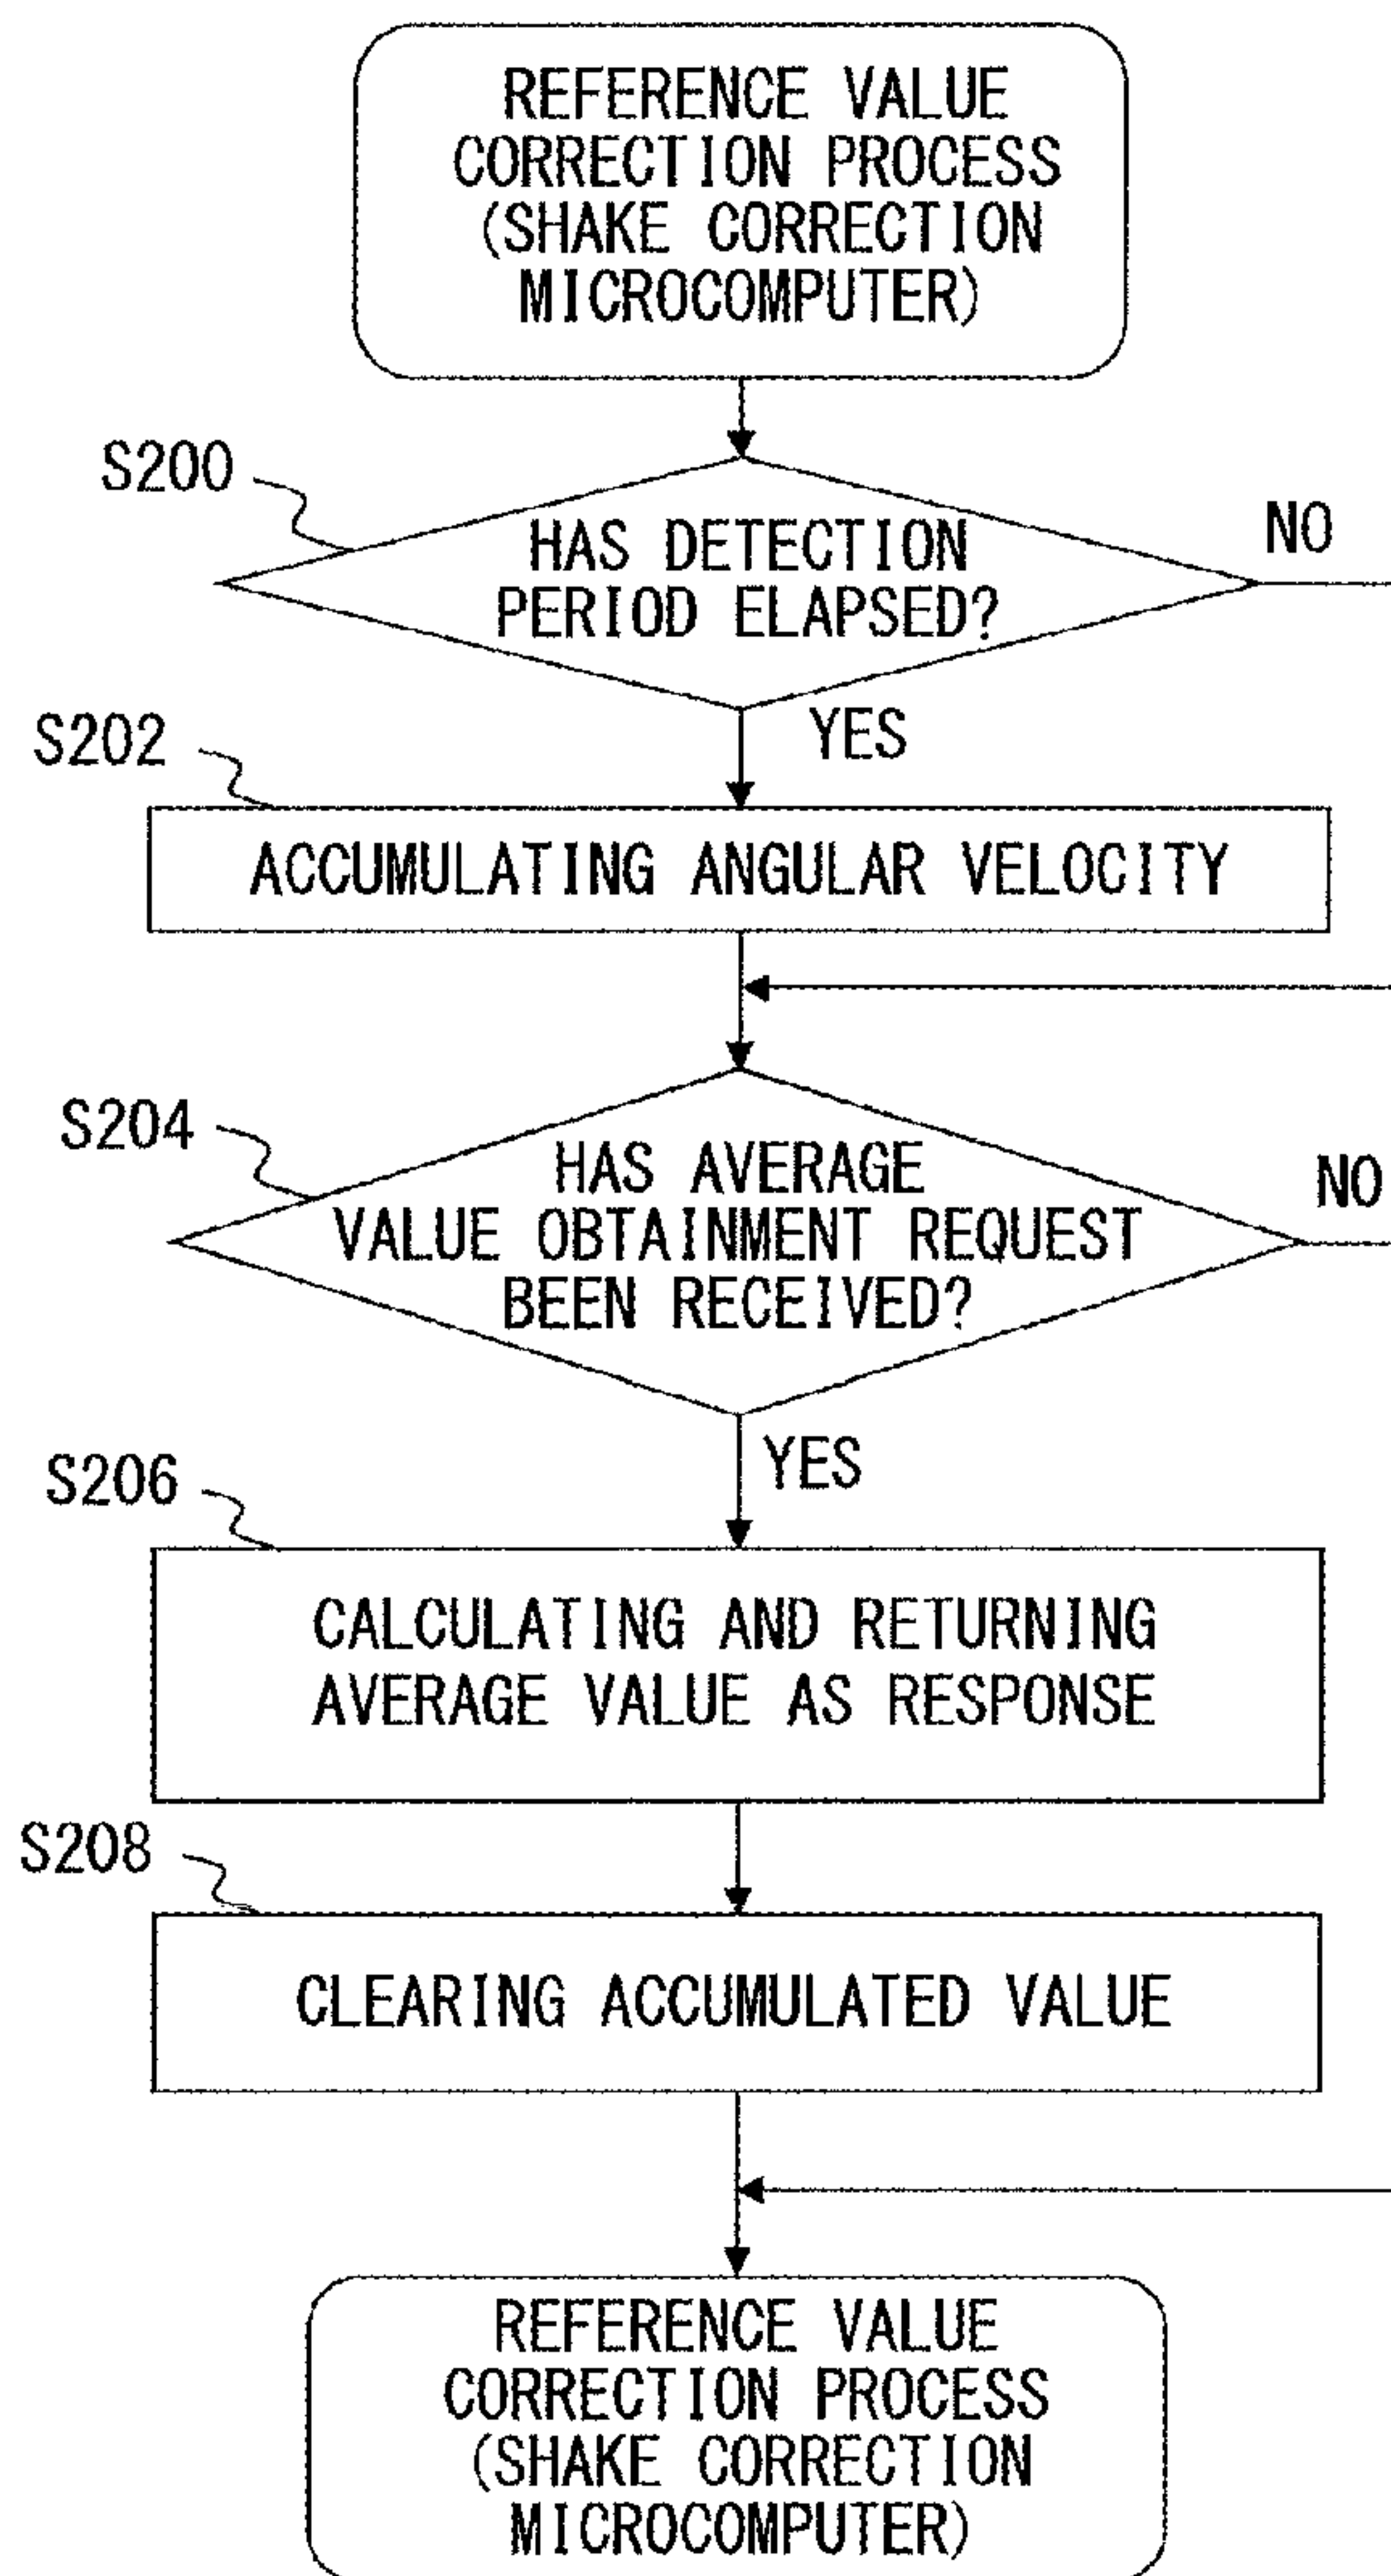 REFERENCE VALUE
CORRECTION PROCESS
(SHAKE CORRECTION
MICROCOMPUTER)
S200
HAS DETECTION
PERIOD ELAPSED?
NO
YES
S202
ACCUMULATING ANGULAR VELOCITY
S204
HAS AVERAGE
VALUE OBTAINMENT REQUEST
BEEN RECEIVED?
NO
YES
S206
CALCULATING AND RETURNING
AVERAGE VALUE AS RESPONSE
S208
CLEARING ACCUMULATED VALUE
REFERENCE VALUE
CORRECTION PROCESS
(SHAKE CORRECTION
MICROCOMPUTER)